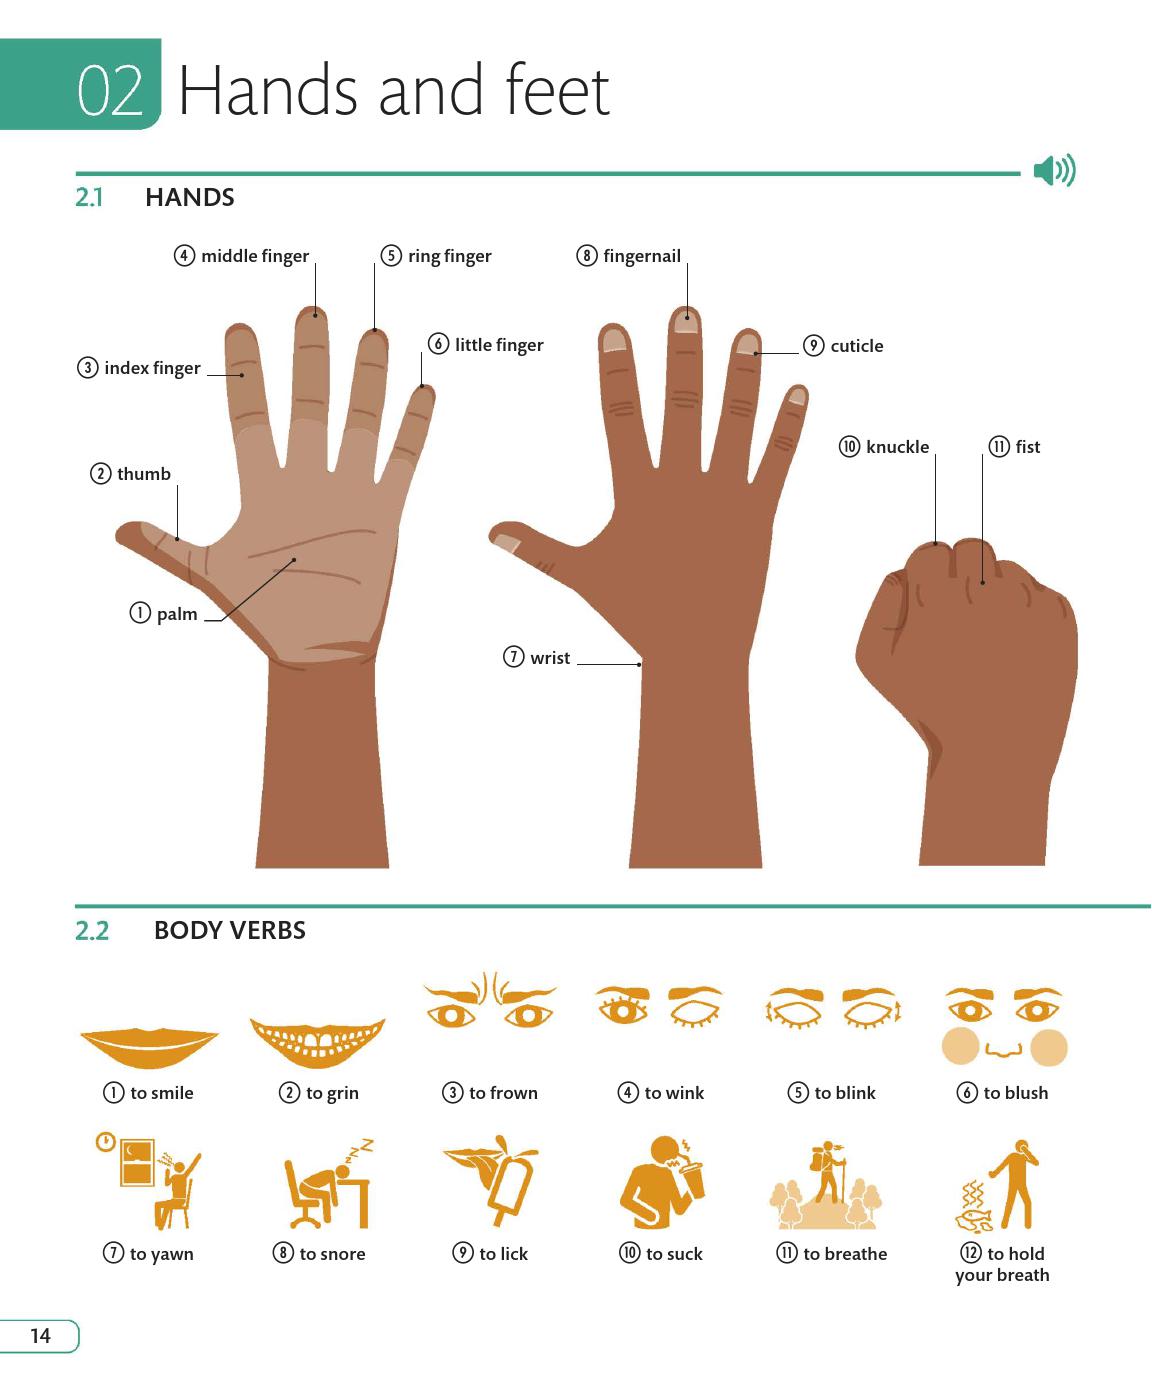 02 Hands and feet
2.1 HANDS
4 middle finger
5 ring finger
8 fingernail
6 little finger
9 cuticle
3 index finger
10 knuckle
11 fist
2 thumb
1 palm
7 wrist
2.2 BODY VERBS
1 to smile
2 to grin
3 to frown
4 to wink
5 to blink
6 to blush
z z Z
7 to yawn
8 to snore
9 to lick
10 to suck
11 to breathe
12 to hold
your breath
14